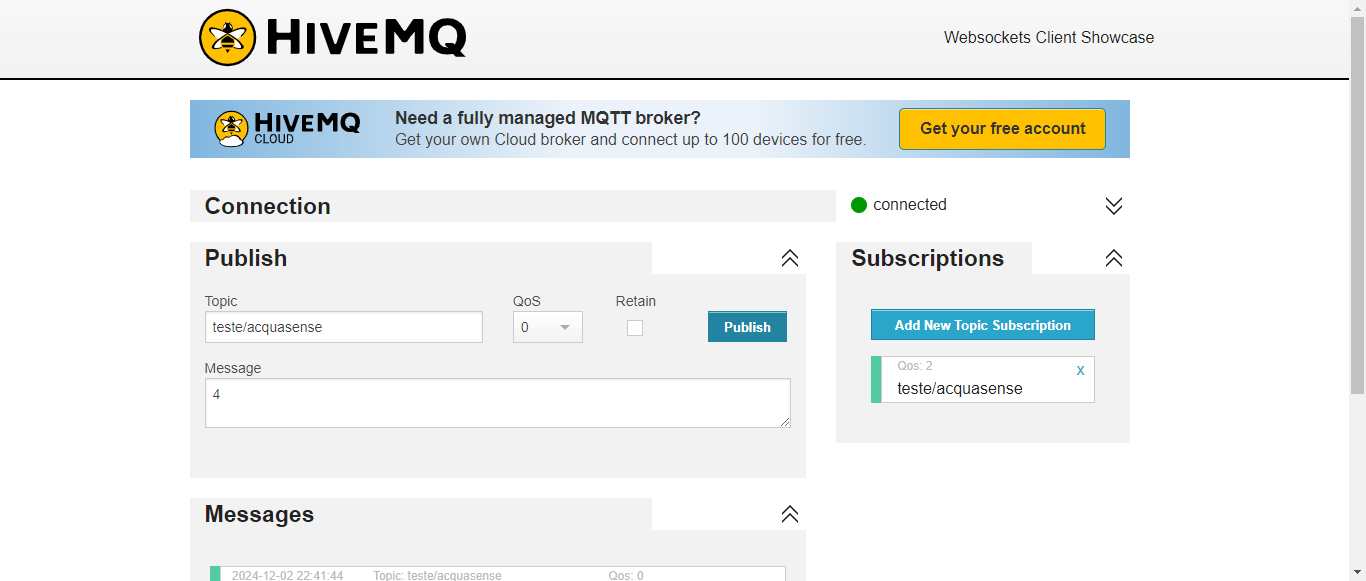 HIVEMQ
Websockets Client Showcase
HIVEMQ
CLOUD
Need a fully managed MQTT broker?
Get your own Cloud broker and connect up to 100 devices for free.
Get your free account
Connection
connected
Publish
Topic
QoS
Retain
teste/acquasense
0
Publish
Message
4
Subscriptions
Add New Topic Subscription
Qos: 2
x
teste/acquasense
Messages
2024-12-02 22:41:44
Topic: teste/acquasense
Qos: 0